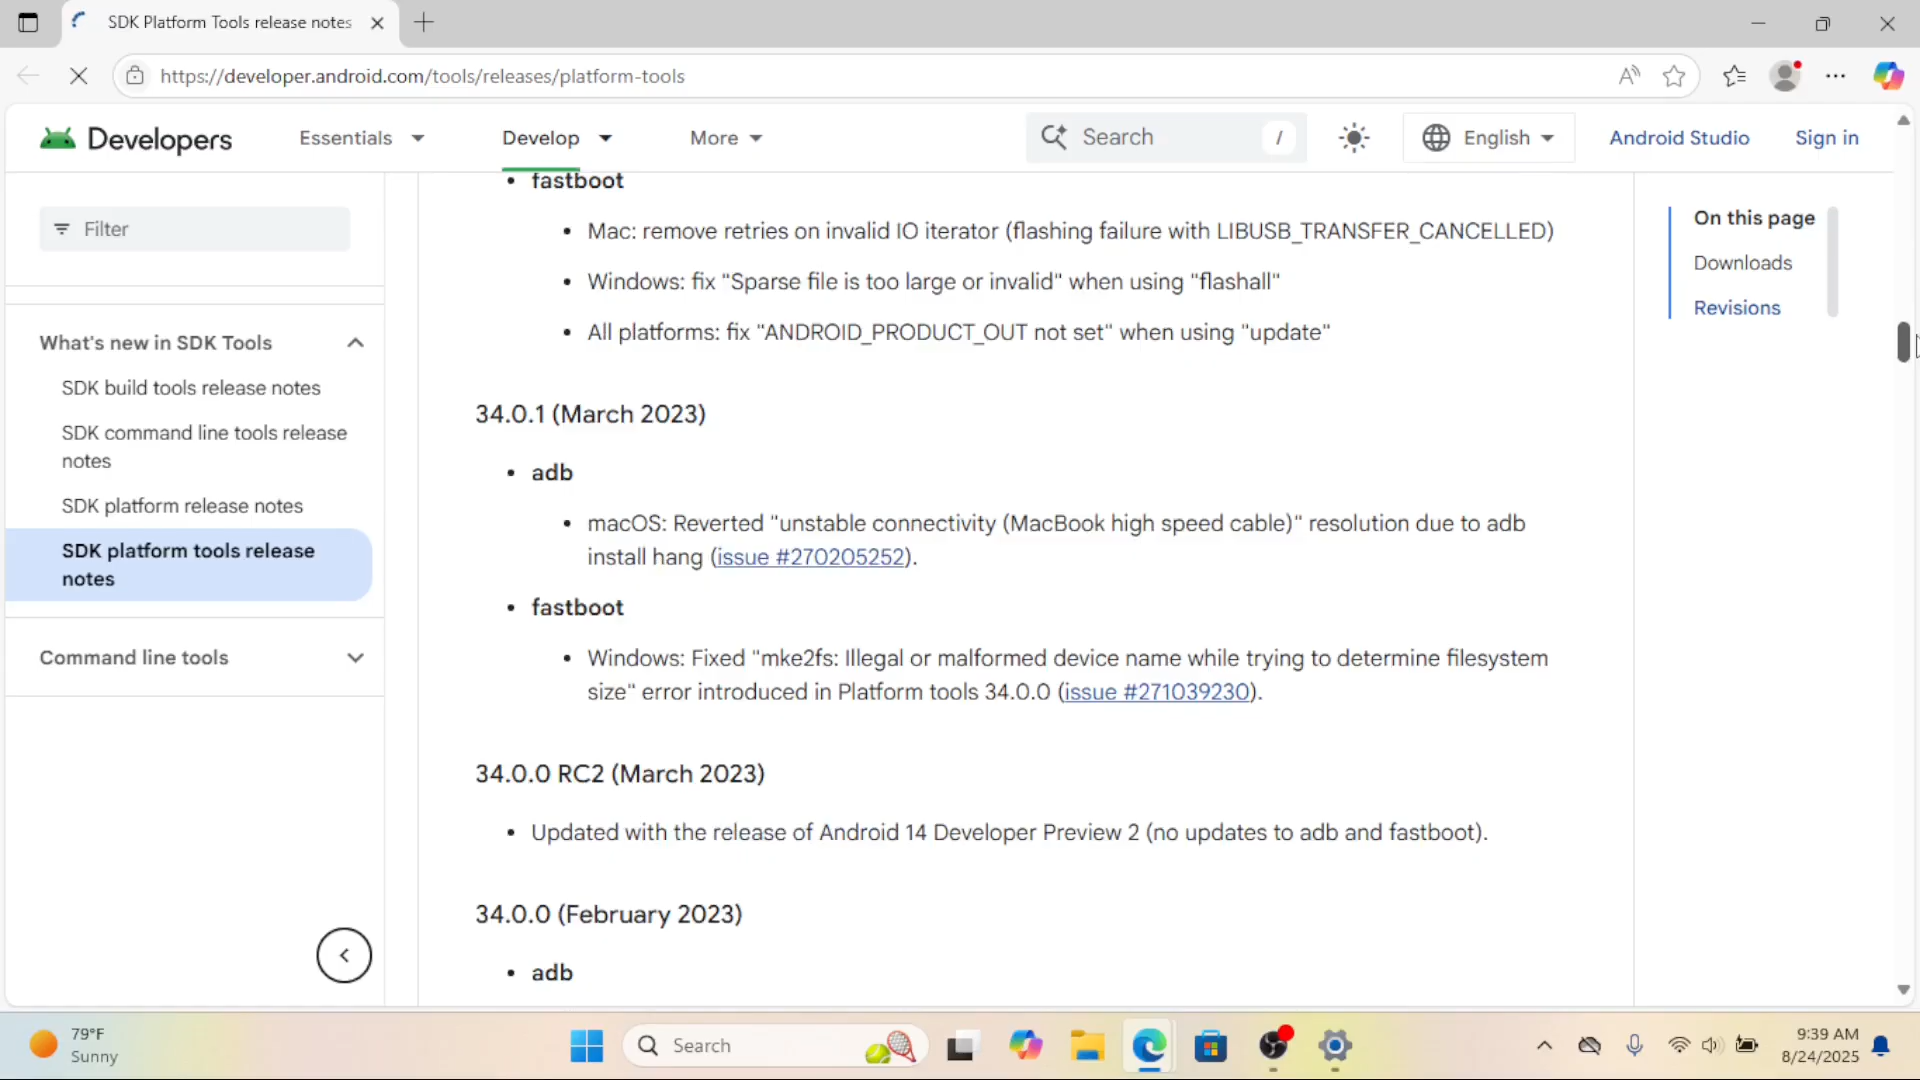 SDK Platform Tools release notes
https://developer.android.com/tools/releases/platform-tools
Developers
Essentials
Develop
More
Search
/
English
Android Studio
Sign in
Filter
What's new in SDK Tools
SDK build tools release notes
SDK command line tools release
notes
SDK platform release notes
SDK platform tools release
notes
Command line tools
• fastboot
• Mac: remove retries on invalid IO iterator (flashing failure with LIBUSB_TRANSFER_CANCELLED)
• Windows: fix "Sparse file is too large or invalid" when using "flashall"
• All platforms: fix "ANDROID_PRODUCT_OUT not set" when using "update"
34.0.1 (March 2023)
• adb
• macOS: Reverted "unstable connectivity (MacBook high speed cable)" resolution due to adb
install hang (issue #270205252).
• fastboot
• Windows: Fixed "mke2fs: Illegal or malformed device name while trying to determine filesystem
size" error introduced in Platform tools 34.0.0 (issue #271039230).
34.0.0 RC2 (March 2023)
• Updated with the release of Android 14 Developer Preview 2 (no updates to adb and fastboot).
34.0.0 (February 2023)
• adb
On this page
Downloads
Revisions
79°F
Sunny
Search
9:39 AM
8/24/2025